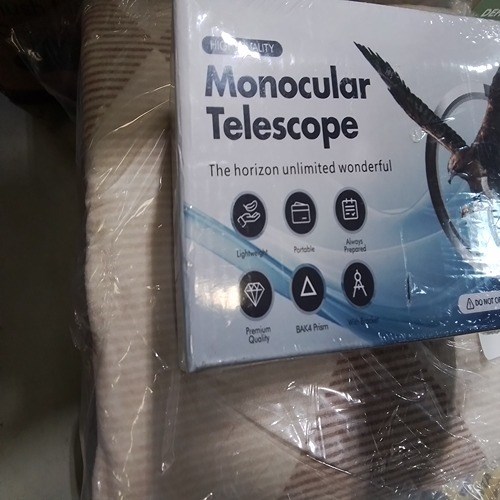 HIGH QUALITY
Monocular
Telescope
The horizon unlimited wonderful
Lightweight
Portable
Always
Prepared
Premium
Quality
BAK4 Prism
DO NOT